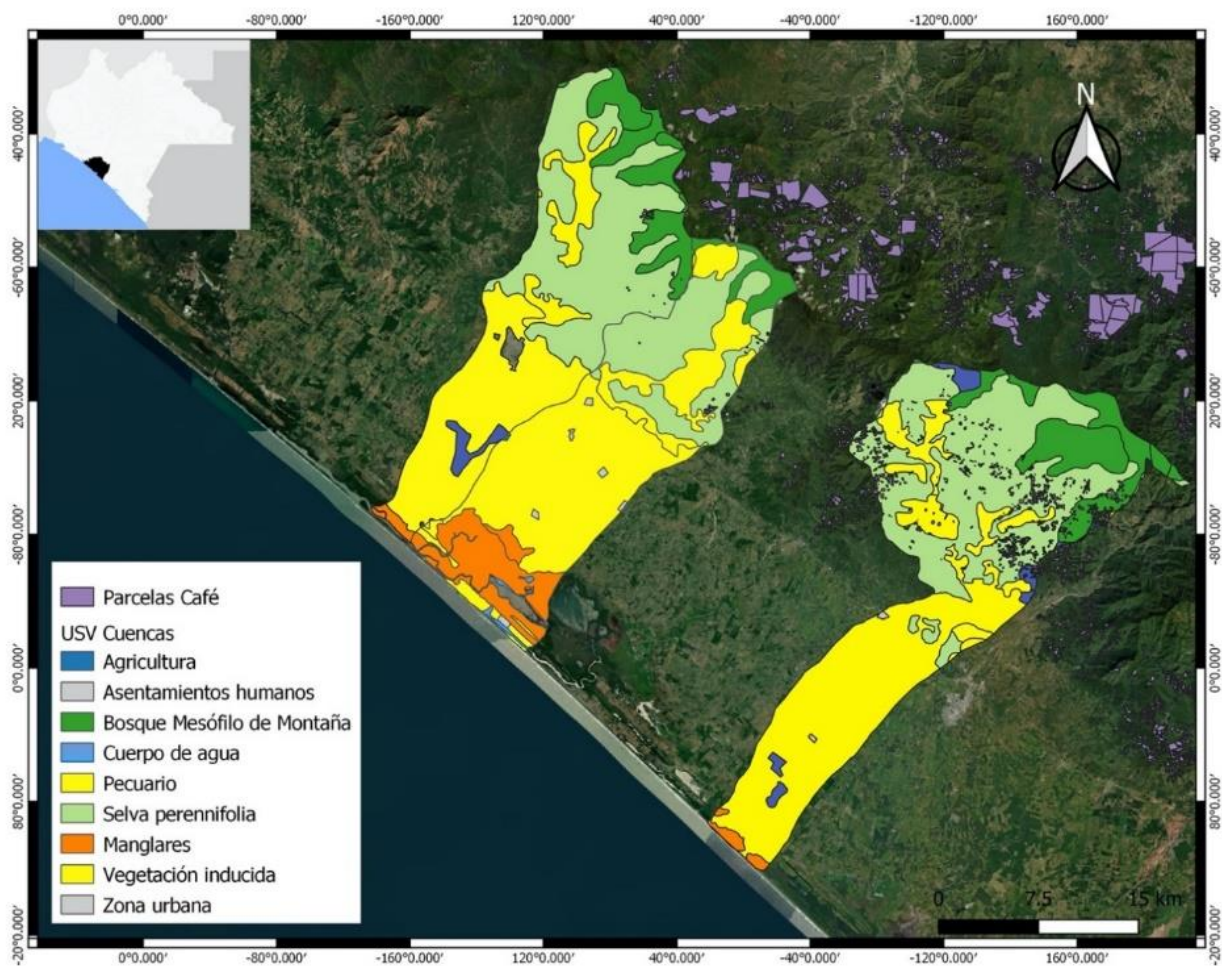 0°0.000′ -80°0.000′ -160°0.000′ 120°0.000′ 40°0.000′ -40°0.000′ -120°0.000′ 160°0.000′
N
40°0.000′ 40°0.000′
-60°0.000′ -60°0.000′
20°0.000′ 20°0.000′
-80°0.000′ -80°0.000′
0°0.000′ 0°0.000′
80°0.000′ 80°0.000′
-20°0.000′ -20°0.000′
Parcelas Café
USV Cuencas
Agricultura
Asentamientos humanos
Bosque Mesófilo de Montaña
Cuerpo de agua
Pecuario
Selva perennifolia
Manglares
Vegetación inducida
Zona urbana
0 7.5 15 km
0°0.000′ -80°0.000′ -160°0.000′ 120°0.000′ 40°0.000′ -40°0.000′ -120°0.000′ 160°0.000′